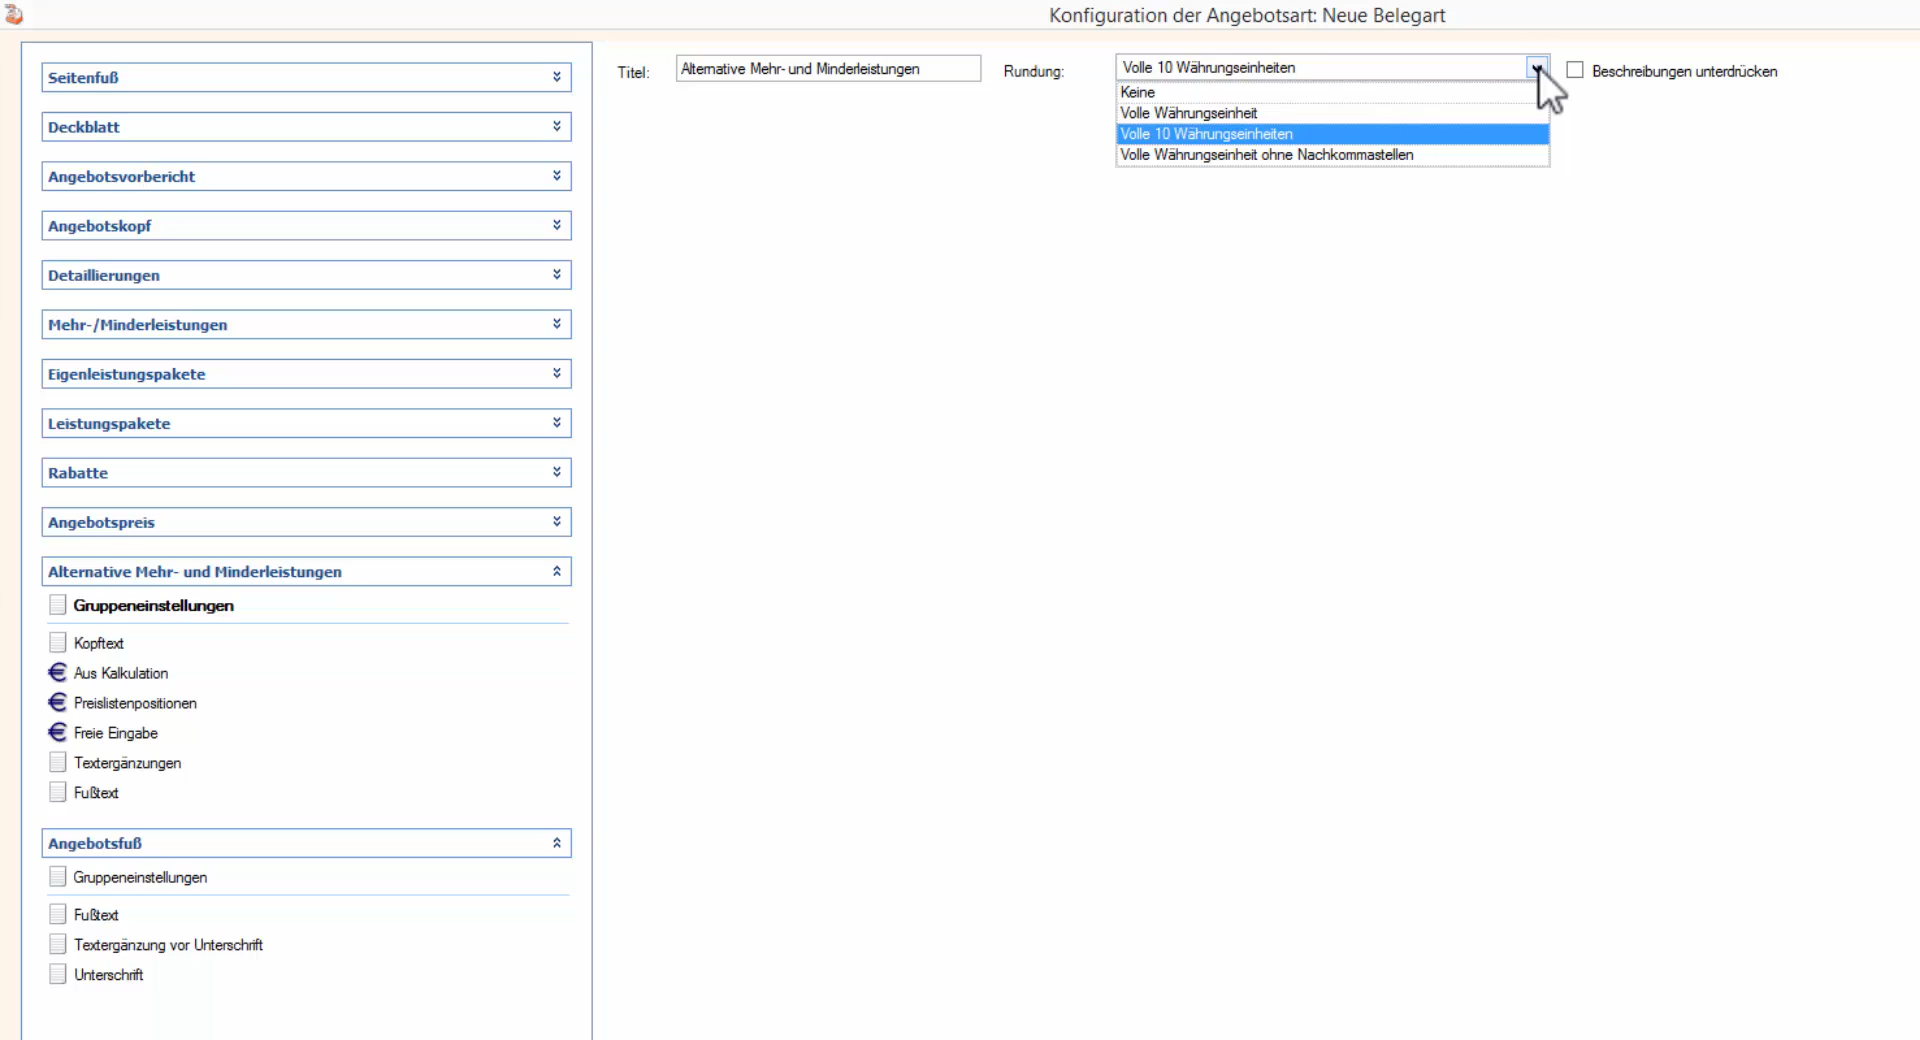 Konfiguration der Angebotsart: Neue Belegart
Seitenfuß
Deckblatt
Angebotsvorbericht
Angebotskopf
Detaillierungen
Mehr-/Minderleistungen
Eigenleistungspakete
Leistungspakete
Rabatte
Angebotspreis
Alternative Mehr- und Minderleistungen
Gruppeneinstellungen
Kopftext
Aus Kalkulation
Preislistenpositionen
Freie Eingabe
Textergänzungen
Fußtext
Angebotsfuß
Gruppeneinstellungen
Fußtext
Textergänzung vor Unterschrift
Unterschrift
Titel: Alternative Mehr- und Minderleistungen Rundung: Volle 10 Währungseinheiten Beschreibungen unterdrücken
Keine
Volle Währungseinheit
Volle 10 Währungseinheiten
Volle Währungseinheit ohne Nachkommastellen